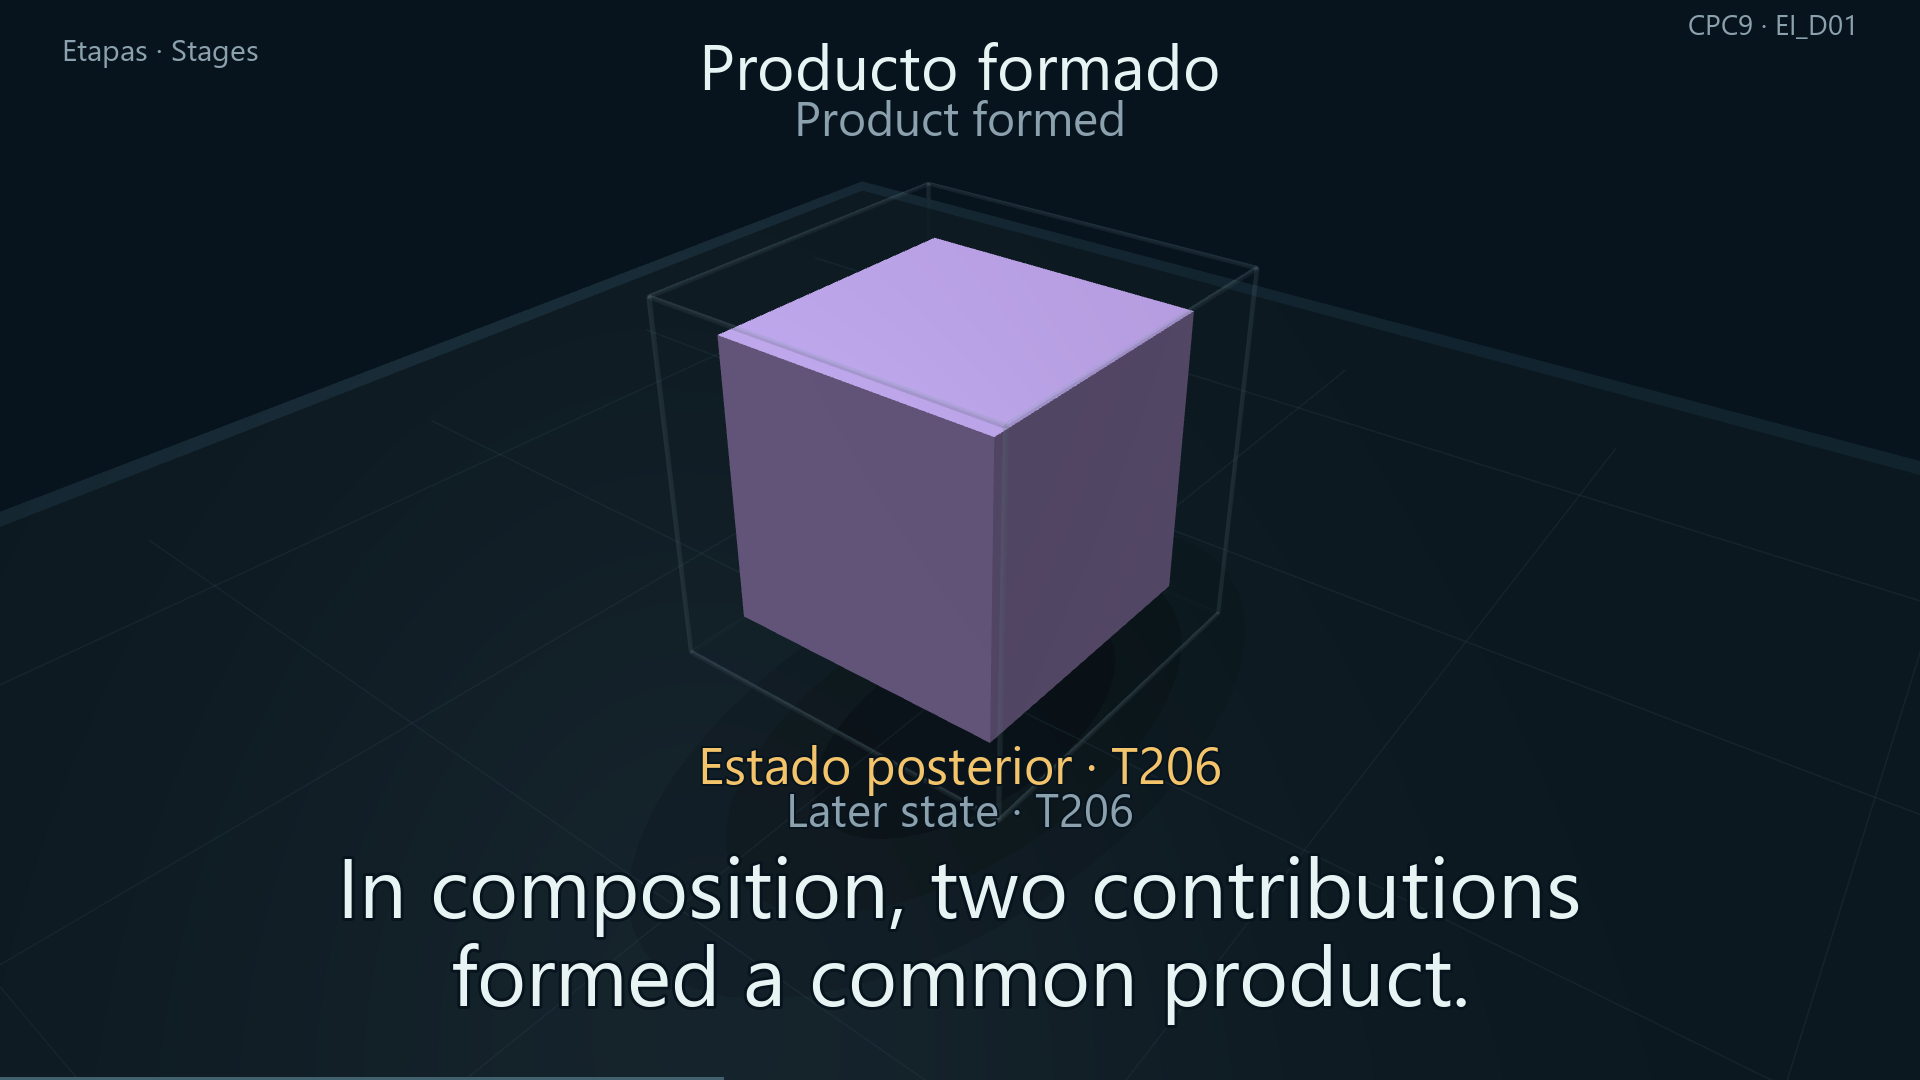 Etapas · Stages
CPC9 · EI_D01
Producto formado
Product formed
Estado posterior · T206
Later state · T206
In composition, two contributions
formed a common product.